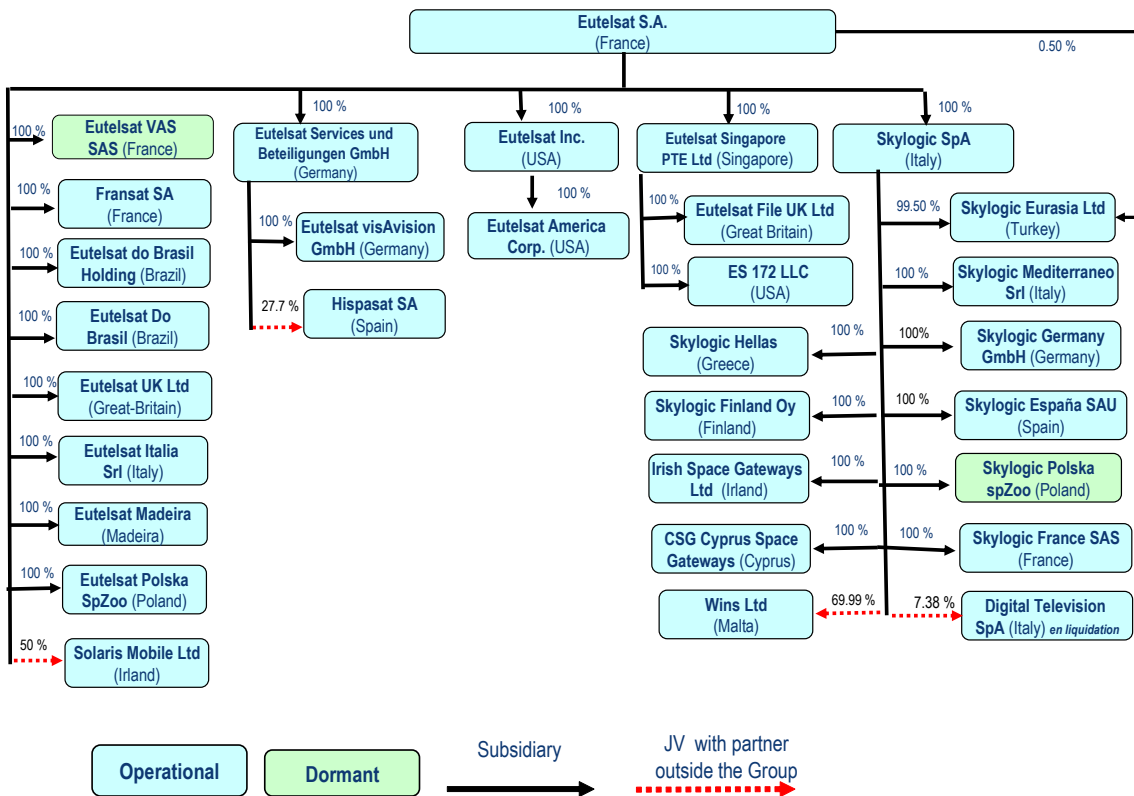 Eutelsat S.A.
(France)
0.50 %
100 %
Eutelsat VAS
SAS (France)
100 %
Fransat SA
(France)
100 %
Eutelsat do Brasil
Holding (Brazil)
100 %
Eutelsat Do
Brasil (Brazil)
100 %
Eutelsat UK Ltd
(Great-Britain)
100 %
Eutelsat Italia
Srl (Italy)
100 %
Eutelsat Madeira
(Madeira)
100 %
Eutelsat Polska
SpZoo (Poland)
50 %
Solaris Mobile Ltd
(Irland)
100 %
Eutelsat Services und
Beteiligungen GmbH
(Germany)
100 %
Eutelsat visAvision
GmbH (Germany)
27.7 %
Hispasat SA
(Spain)
100 %
Eutelsat Inc.
(USA)
100 %
Eutelsat America
Corp. (USA)
100 %
Eutelsat Singapore
PTE Ltd (Singapore)
100 %
Eutelsat File UK Ltd
(Great Britain)
100 %
ES 172 LLC
(USA)
100 %
Skylogic SpA
(Italy)
99.50 %
Skylogic Eurasia Ltd
(Turkey)
100 %
Skylogic Mediterraneo
Srl (Italy)
100 %
Skylogic Hellas
(Greece)
100%
Skylogic Germany
GmbH (Germany)
100 %
Skylogic Finland Oy
(Finland)
100 %
Skylogic España SAU
(Spain)
100 %
Irish Space Gateways
Ltd (Irland)
100 %
Skylogic Polska
spZoo (Poland)
100 %
CSG Cyprus Space
Gateways (Cyprus)
100 %
Skylogic France SAS
(France)
69.99 %
Wins Ltd
(Malta)
7.38 %
Digital Television
SpA (Italy) en liquidation
Operational
Dormant
Subsidiary
JV with partner
outside the Group